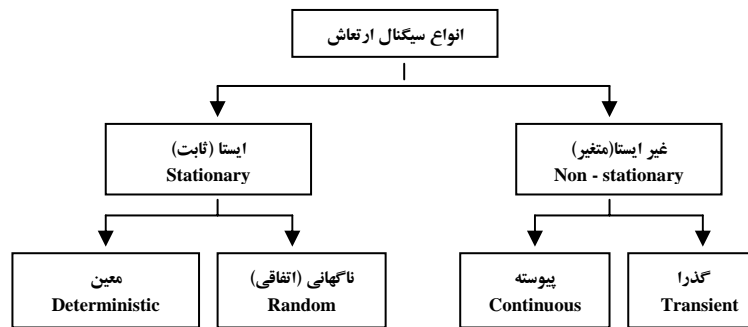 انواع سیگنال ارتعاش
ایستا (ثابت)
Stationary
غیر ایستا(متغیر)
Non - stationary
معین
Deterministic
ناگهانی (اتفاقی)
Random
پیوسته
Continuous
گذرا
Transient